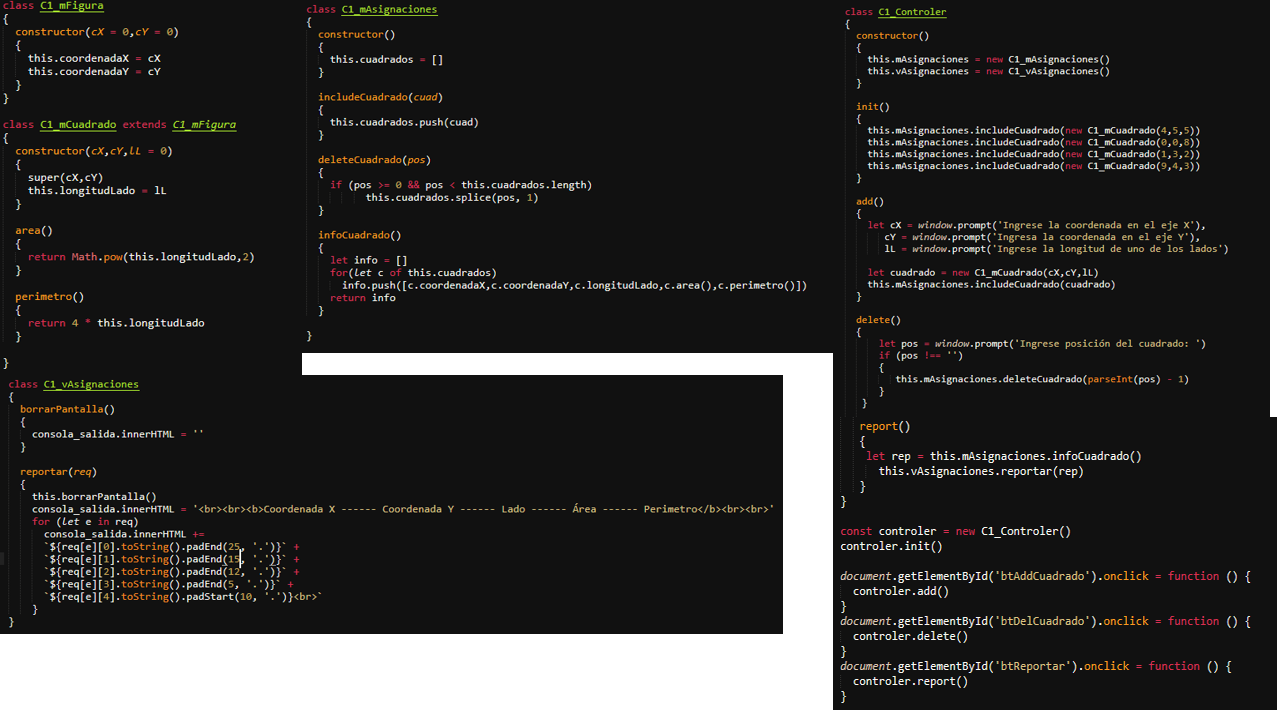 class C1_mFigura
{
  constructor(cX = 0,cY = 0)
  {
    this.coordenadaX = cX
    this.coordenadaY = cY
  }
}

class C1_mCuadrado extends C1_mFigura
{
  constructor(cX,cY,lL = 0)
  {
    super(cX,cY)
    this.longitudLado = lL
  }

  area()
  {
    return Math.pow(this.longitudLado,2)
  }

  perimetro()
  {
    return 4 * this.longitudLado
  }

}
class C1_mAsignaciones
{
  constructor()
  {
    this.cuadrados = []
  }

  includeCuadrado(cuad)
  {
    this.cuadrados.push(cuad)
  }

  deleteCuadrado(pos)
  {
    if (pos >= 0 && pos < this.cuadrados.length)
          this.cuadrados.splice(pos, 1)
  }

  infoCuadrado()
  {
    let info = []
    for(let c of this.cuadrados)
      info.push([c.coordenadaX,c.coordenadaY,c.longitudLado,c.area(),c.perimetro()])
    return info
  }

}
class C1_vAsignaciones
{
  borrarPantalla()
  {
    consola_salida.innerHTML = ''
  }

  reportar(req)
  {
    this.borrarPantalla()
    consola_salida.innerHTML = '<br><br><b>Coordenada X ------ Coordenada Y ------ Lado ------ Área ------ Perimetro</b><br><br>'
    for (let e in req)
      consola_salida.innerHTML +=
      `${req[e][0].toString().padEnd(25, '.')}` +
      `${req[e][1].toString().padEnd(15, '.')}` +
      `${req[e][2].toString().padEnd(12, '.')}` +
      `${req[e][3].toString().padEnd(5, '.')}` +
      `${req[e][4].toString().padStart(10, '.')}<br>`
    }
}
class C1_Controler
{
  constructor()
  {
    this.mAsignaciones = new C1_mAsignaciones()
    this.vAsignaciones = new C1_vAsignaciones()
  }

  init()
  {
    this.mAsignaciones.includeCuadrado(new C1_mCuadrado(4,5,5))
    this.mAsignaciones.includeCuadrado(new C1_mCuadrado(0,0,8))
    this.mAsignaciones.includeCuadrado(new C1_mCuadrado(1,3,2))
    this.mAsignaciones.includeCuadrado(new C1_mCuadrado(9,4,3))
  }

  add()
  {
    let cX = window.prompt('Ingrese la coordenada en el eje X'),
       cY = window.prompt('Ingresa la coordenada en el eje Y'),
       lL = window.prompt('Ingrese la longitud de uno de los lados')

    let cuadrado = new C1_mCuadrado(cX,cY,lL)
    this.mAsignaciones.includeCuadrado(cuadrado)
  }

  delete()
  {
      let pos = window.prompt('Ingrese posición del cuadrado: ')
      if (pos !== '')
      {
        this.mAsignaciones.deleteCuadrado(parseInt(pos) - 1)
      }
   }
   report()
   {
    let rep = this.mAsignaciones.infoCuadrado()
      this.vAsignaciones.reportar(rep)
   }
}

const controler = new C1_Controler()
controler.init()

document.getElementById('btAddCuadrado').onclick = function () {
  controler.add()
}
document.getElementById('btDelCuadrado').onclick = function () {
  controler.delete()
}
document.getElementById('btReportar').onclick = function () {
  controler.report()
}